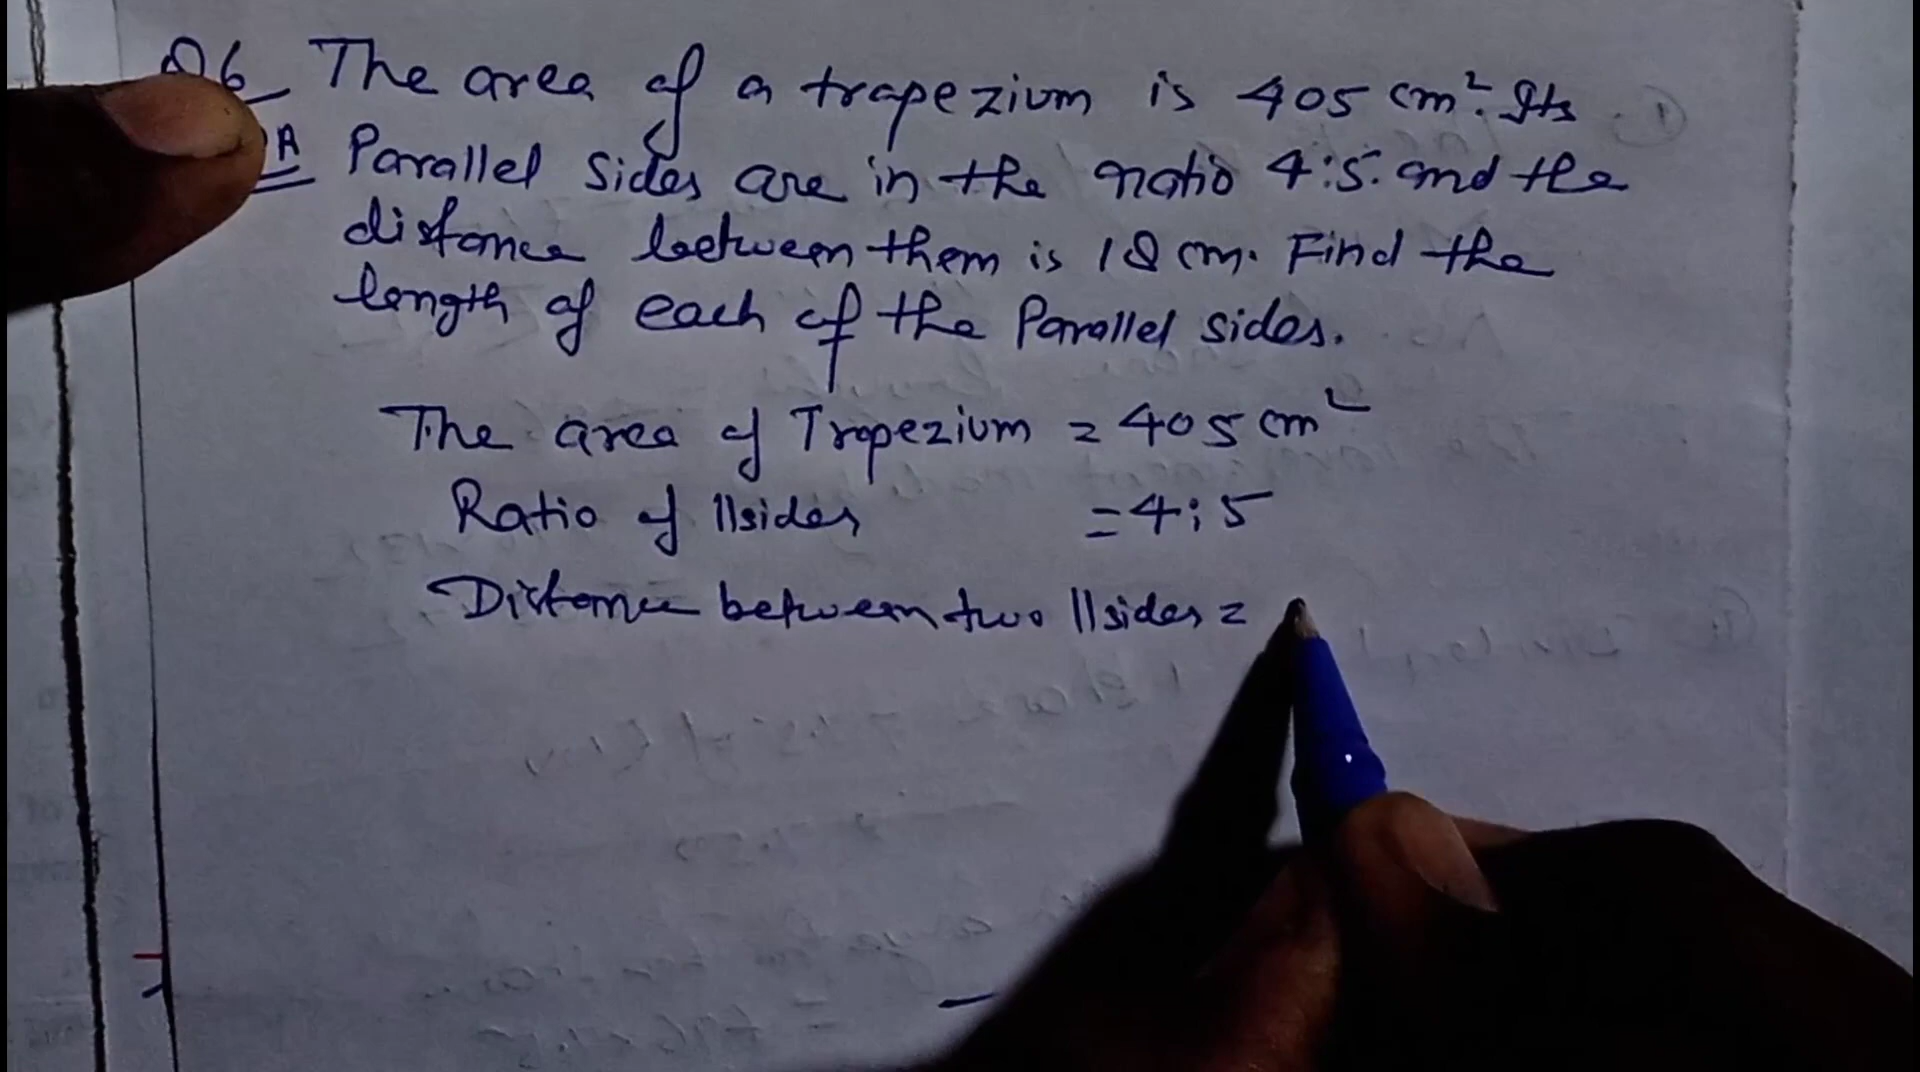 Q6 The area of a trapezium is 405 cm². Its
A Parallel sides are in the ratio 4:5. and the
distance between them is 18 cm. Find the
length of each of the Parallel sides.
The area of Trapezium = 405 cm²
Ratio of ||sides = 4:5
Distance between two ||sides =